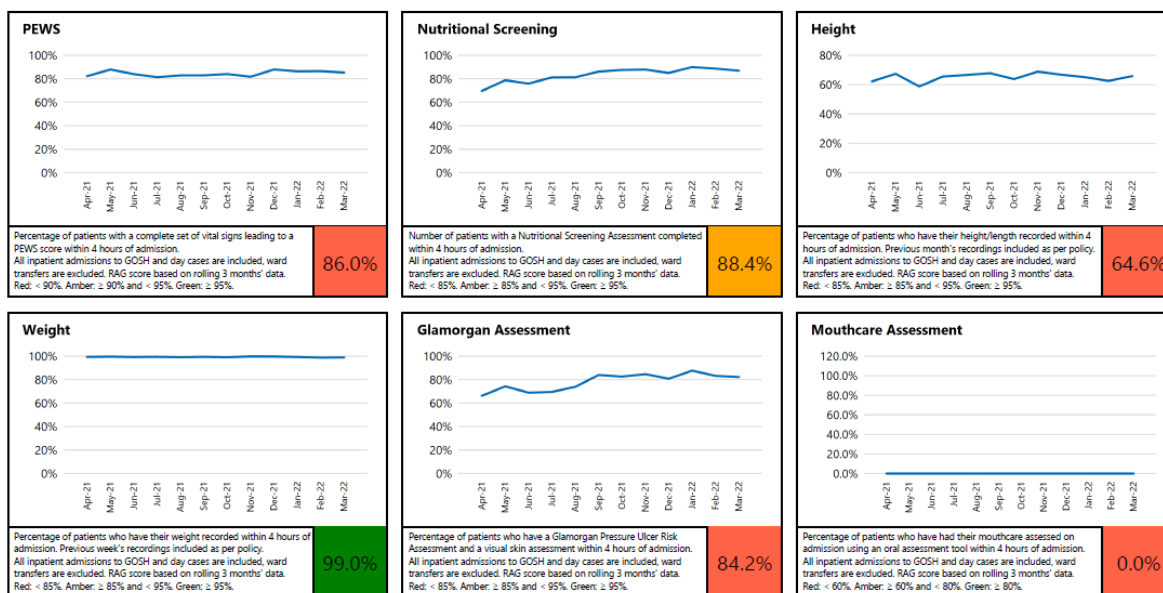 PEWS
100%
80%
60%
40%
20%
0%
Apr-21
May-21
Jun-21
Jul-21
Aug-21
Sep-21
Oct-21
Nov-21
Dec-21
Jan-22
Feb-22
Mar-22
Percentage of patients with a complete set of vital signs leading to a
PEWS score within 4 hours of admission.
All inpatient admissions to GOSH and day cases are included, ward
transfers are excluded. RAG score based on rolling 3 months' data.
Red: < 90%. Amber: ≥ 90% and < 95%. Green: ≥ 95%.
86.0%
Nutritional Screening
100%
80%
60%
40%
20%
0%
Apr-21
May-21
Jun-21
Jul-21
Aug-21
Sep-21
Oct-21
Nov-21
Dec-21
Jan-22
Feb-22
Mar-22
Number of patients with a Nutritional Screening Assessment completed
within 4 hours of admission.
All inpatient admissions to GOSH and day cases are included, ward
transfers are excluded. RAG score based on rolling 3 months' data.
Red: < 85%. Amber: ≥ 85% and < 95%. Green: ≥ 95%.
88.4%
Height
80%
60%
40%
20%
0%
Apr-21
May-21
Jun-21
Jul-21
Aug-21
Sep-21
Oct-21
Nov-21
Dec-21
Jan-22
Feb-22
Mar-22
Percentage of patients who have their height/length recorded within 4
hours of admission. Previous month's recordings included as per policy.
All inpatient admissions to GOSH and day cases are included, ward
transfers are excluded. RAG score based on rolling 3 months' data.
Red: < 85%. Amber: ≥ 85% and < 95%. Green: ≥ 95%.
64.6%
Weight
100%
80%
60%
40%
20%
0%
Apr-21
May-21
Jun-21
Jul-21
Aug-21
Sep-21
Oct-21
Nov-21
Dec-21
Jan-22
Feb-22
Mar-22
Percentage of patients who have their weight recorded within 4 hours of
admission. Previous week's recordings included as per policy.
All inpatient admissions to GOSH and day cases are included, ward
transfers are excluded. RAG score based on rolling 3 months' data.
Red: < 85%. Amber: ≥ 85% and < 95%. Green: ≥ 95%.
99.0%
Glamorgan Assessment
100%
80%
60%
40%
20%
0%
Apr-21
May-21
Jun-21
Jul-21
Aug-21
Sep-21
Oct-21
Nov-21
Dec-21
Jan-22
Feb-22
Mar-22
Percentage of patients who have a Glamorgan Pressure Ulcer Risk
Assessment and a visual skin assessment within 4 hours of admission.
All inpatient admissions to GOSH and day cases are included, ward
transfers are excluded. RAG score based on rolling 3 months' data.
Red: < 85%. Amber: ≥ 85% and < 95%. Green: ≥ 95%.
84.2%
Mouthcare Assessment
120.0%
100.0%
80.0%
60.0%
40.0%
20.0%
0.0%
Apr-21
May-21
Jun-21
Jul-21
Aug-21
Sep-21
Oct-21
Nov-21
Dec-21
Jan-22
Feb-22
Mar-22
Percentage of patients who have had their mouthcare assessed on
admission using an oral assessment tool within 4 hours of admission.
All inpatient admissions to GOSH and day cases are included, ward
transfers are excluded. RAG score based on rolling 3 months' data.
Red: < 60%. Amber: ≥ 60% and < 80%. Green: ≥ 80%.
0.0%